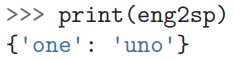 >>> print(eng2sp)
{'one': 'uno'}